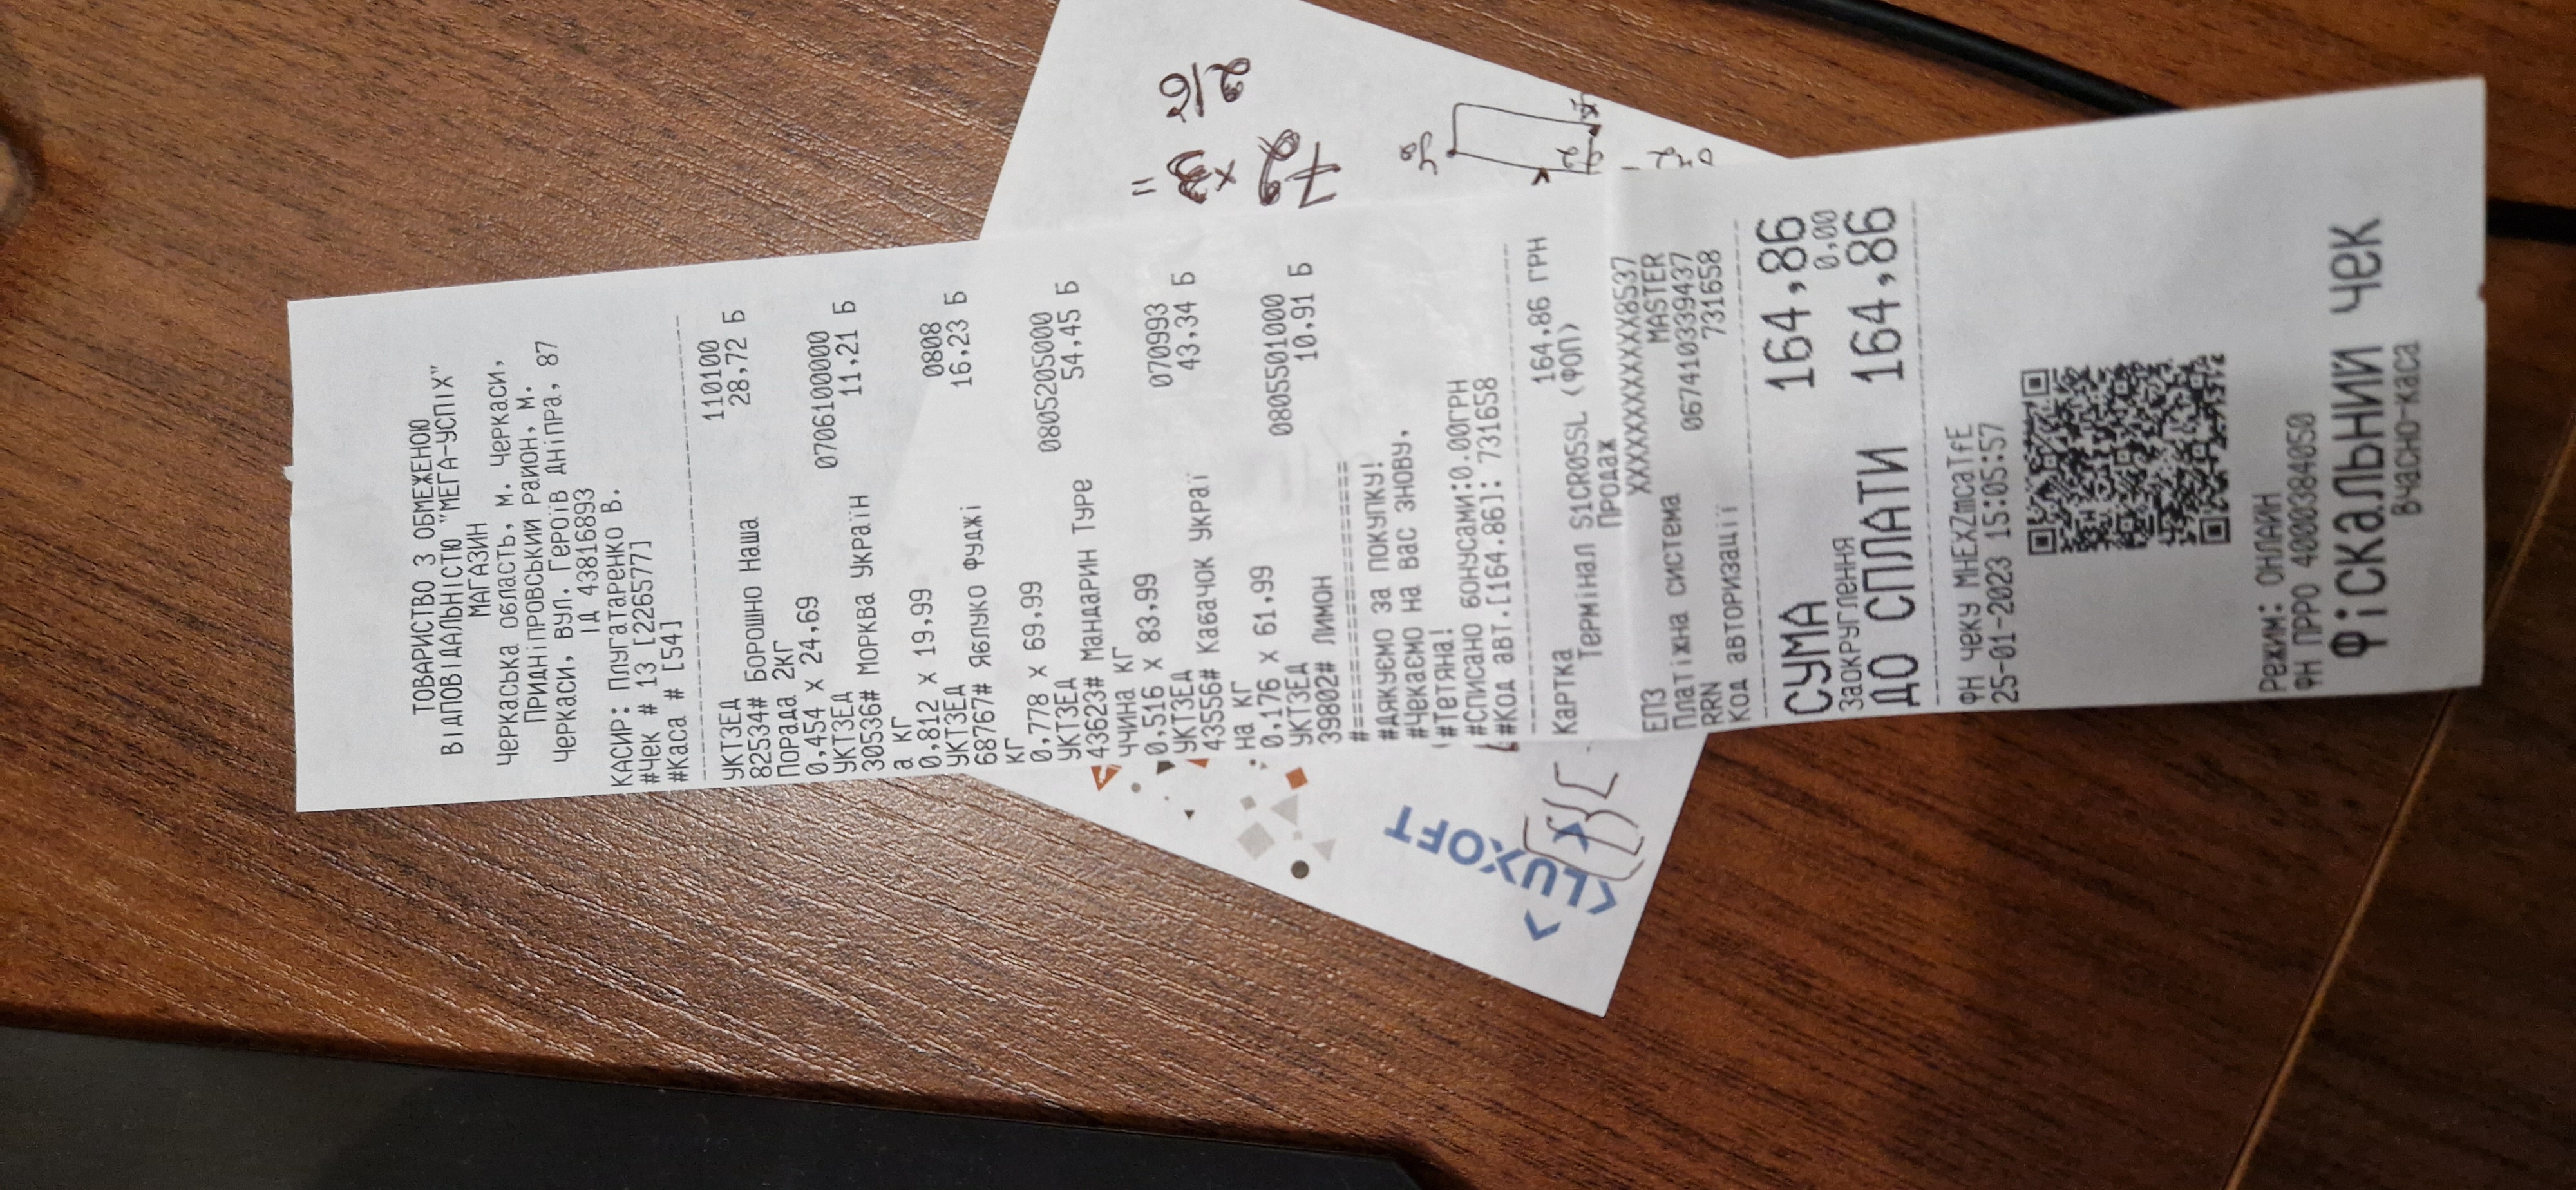 ТОВАРИСТВО З ОБМЕЖЕНОЮ
ВІДПОВІДАЛЬНІСТЮ "МЕГА-УСПІХ"
МАГАЗИН
Черкаська область, м. Черкаси,
Придніпровський район, м.
Черкаси, вул. Героїв Дніпра, 87
ІД 43816893
КАСИР: Плугатаренко В.
#Чек # 13 [2265771]
#Каса # [54]
УКТЗЕД 110100
82534# Борошно Наша 28,72 Б
Порада 2КГ
0,454 x 24,69
УКТЗЕД 0706100000
30536# Морква Україн 11,21 Б
а КГ
0,812 x 19,99
УКТЗЕД 0808
68767# Яблуко Фуджі 16,23 Б
КГ
0,778 x 69,99
УКТЗЕД 0805205000
43623# Мандарин Туре 54,45 Б
ччина КГ
0,516 x 83,99
УКТЗЕД 070993
43556# Кабачок Украї 43,34 Б
на КГ
0,176 x 61,99
УКТЗЕД 0805501000
39802# Лимон 10,91 Б
#====================
#Дякуємо за покупку!
#Чекаємо на Вас знову,
#Тетяна!
#Списано бонусами:0.00ГРН
#Код авт.[164.86]: 731658
Картка 164,86 ГРН
Термінал S1CR0SSL (ФОП)
Продаж
ЕПЗ XXXXXXXXXXXX8537
Платіжна система MASTER
RRN 067410339437
Код авторизації 731658
СУМА 164,86
Заокруглення 0,00
ДО СПЛАТИ 164,86
ФН чеку MHEXZmcaTfE
25-01-2023 15:05:57
Режим: ОНЛАЙН
ФН ПРРО 4000384050
Фіскальний чек
Вчасно-каса
<LUXOFT
72
x
=